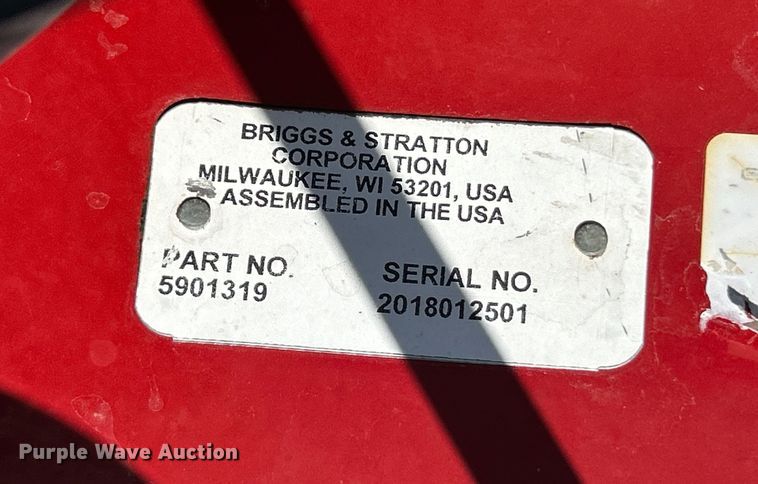 BRIGGS & STRATTON
CORPORATION
MILWAUKEE, WI 53201, USA
ASSEMBLED IN THE USA
PART NO.
5901319
SERIAL NO.
2018012501
Purple Wave Auction